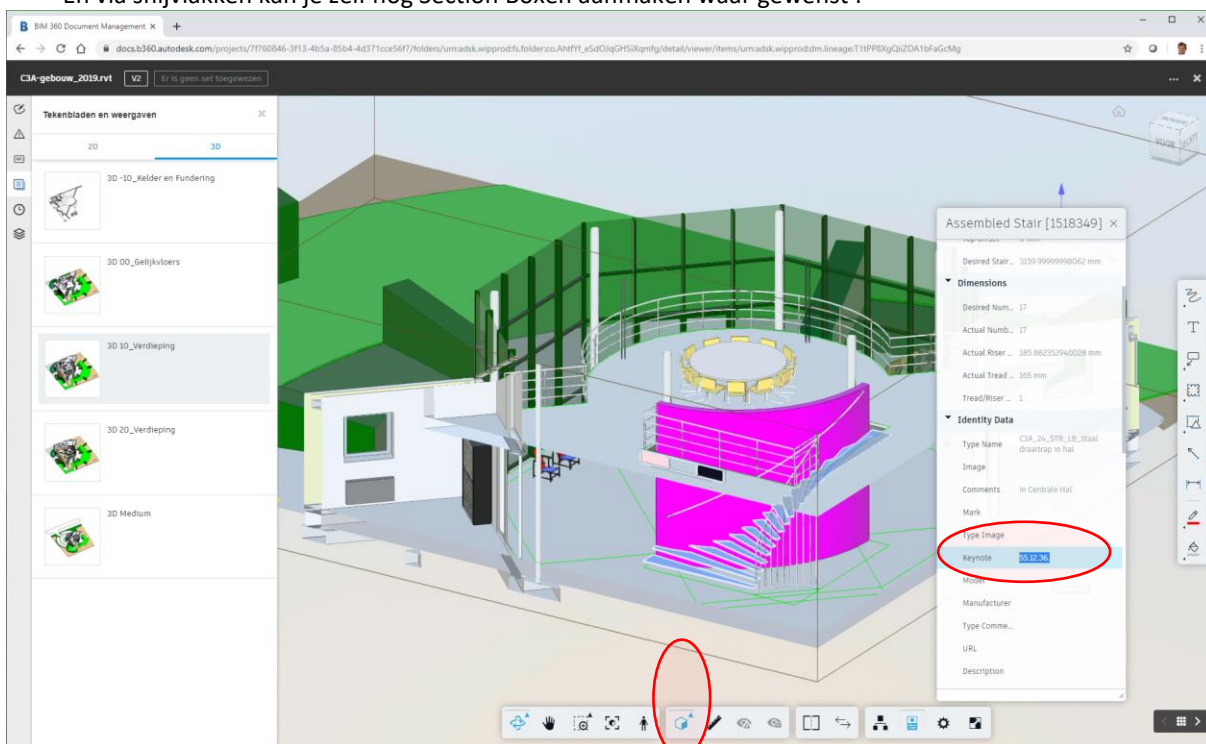 En via snijvlakken kan je zelf nog Section Boxen aanmaken waar gewenst .
BIM 360 Document Management
docs.b360.autodesk.com/projects/7f760846-3f13-4b5a-85b4-4d371cce56f7/folders/urn:adsk.wipprod:fs.folder:co.AhtfYf_eSdOJqGHSiXqmfg/detail/viewer/items/urn:adsk.wipprod:dm.lineage:T1tPP8XgQiiZDA1bFaGcMg
C3A-gebouw_2019.rvt V2 Er is geen set toegewezen
Tekenbladen en weergaven
2D 3D
3D -10_Kelder en Fundering
3D 00_Gelijkvloers
3D 10_Verdieping
3D 20_Verdieping
3D Medium
VOOR
Assembled Stair [1518349]
Desired Stair... 3159.99999998062 mm
Dimensions
Desired Num... 17
Actual Numb... 17
Actual Riser ... 185.882352940028 mm
Actual Tread ... 165 mm
Tread/Riser ... 1
Identity Data
Type Name C3A_24_STR_LB_staal
draaitrap in hal
Image
Comments In Centrale Hal
Mark
Type Image
Keynote 55.12.36.
Model
Manufacturer
Type Comme...
URL
Description